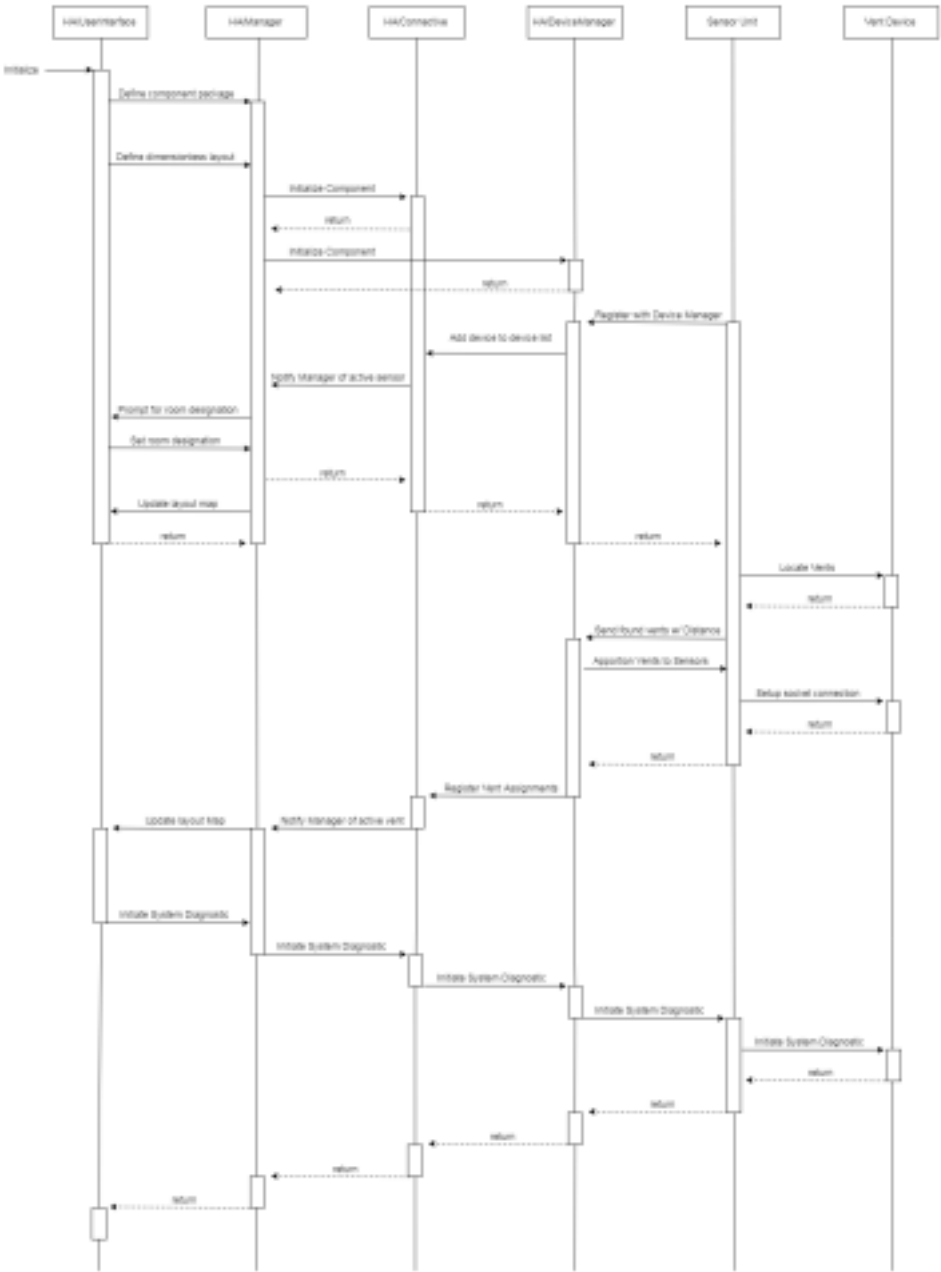 HAIUserInterface
HAIManager
HAIConnective
HAIDeviceManager
Sensor Unit
Vent Device
Initialize
Define component package
Define dimensionless layout
Initialize Component
return
Initialize Component
return
Register with Device Manager
Add device to device list
Notify Manager of active sensor
Prompt for room designation
Set room designation
return
Update layout map
return
return
return
Locate Vents
return
Send found vents w/ Distance
Apportion Vents to Sensors
Setup socket connection
return
return
Register Vent Assignments
Update layout Map
Notify Manager of active vent
Initiate System Diagnostic
Initiate System Diagnostic
Initiate System Diagnostic
Initiate System Diagnostic
Initiate System Diagnostic
return
return
return
return
return